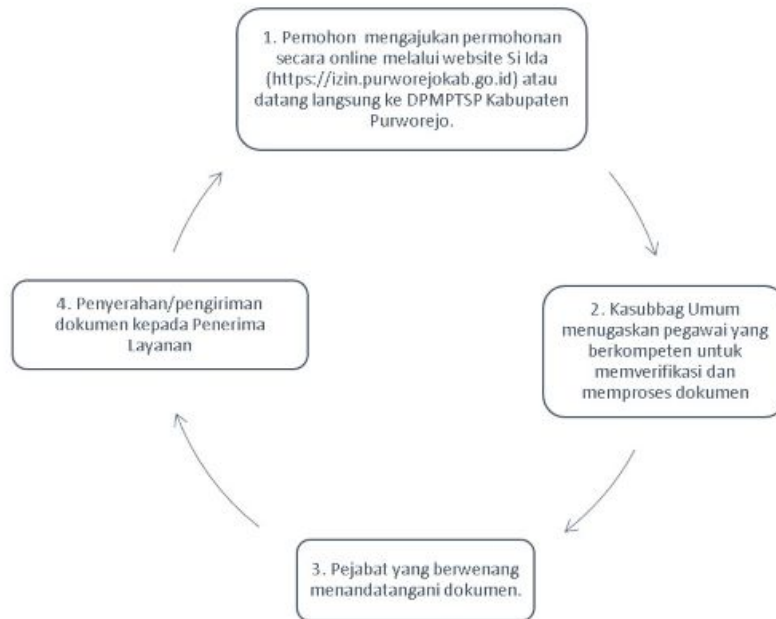 1. Pemohon mengajukan permohonan
secara online melalui website Si Ida
(https://izin.purworejokab.go.id) atau
datang langsung ke DPMPTSP Kabupaten
Purworejo.
2. Kasubbag Umum
menugaskan pegawai yang
berkompeten untuk
memverifikasi dan
memproses dokumen
3. Pejabat yang berwenang
menandatangani dokumen.
4. Penyerahan/pengiriman
dokumen kepada Penerima
Layanan